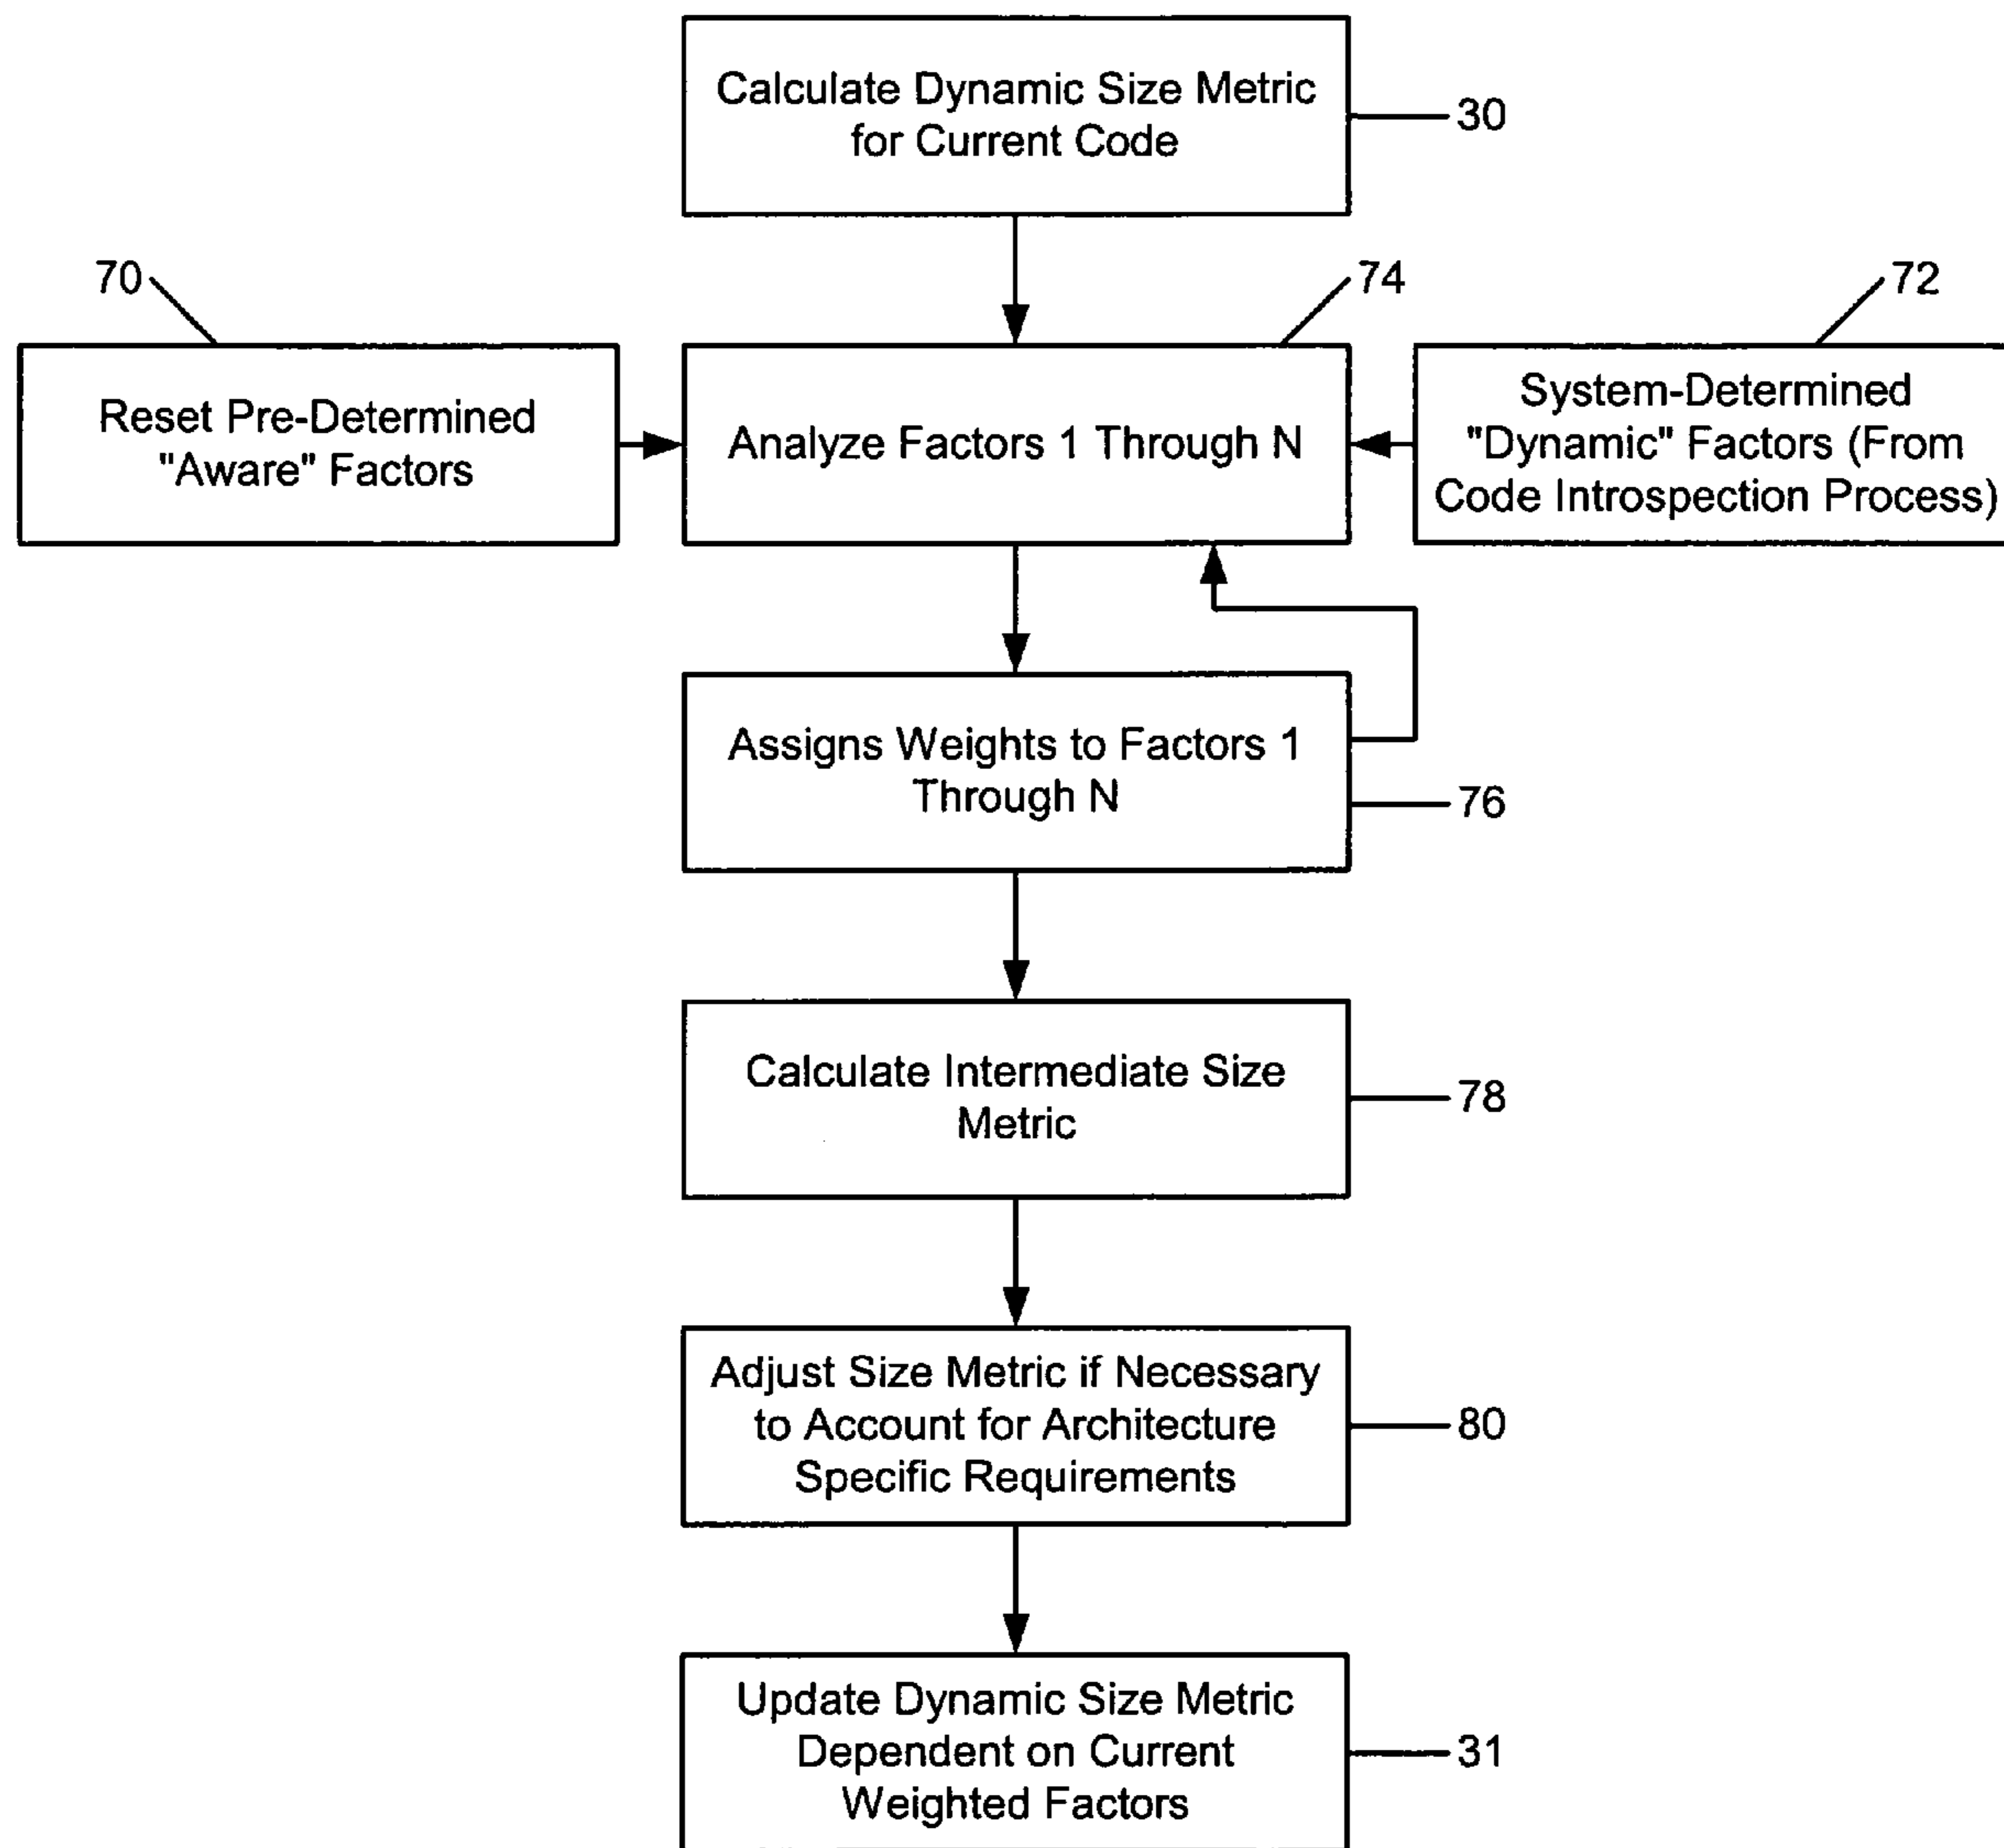 Calculate Dynamic Size Metric
for Current Code
30
70
74
72
Reset Pre-Determined
"Aware" Factors
Analyze Factors 1 Through N
System-Determined
"Dynamic" Factors (From
Code Introspection Process)
Assigns Weights to Factors 1
Through N
76
Calculate Intermediate Size
Metric
78
Adjust Size Metric if Necessary
to Account for Architecture
Specific Requirements
80
Update Dynamic Size Metric
Dependent on Current
Weighted Factors
31